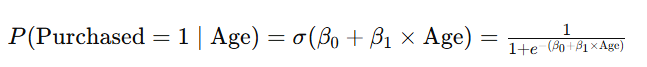 P(Purchased = 1 | Age) = σ(β₀ + β₁ × Age) = 1 / 1+e^−(β₀+β₁×Age)